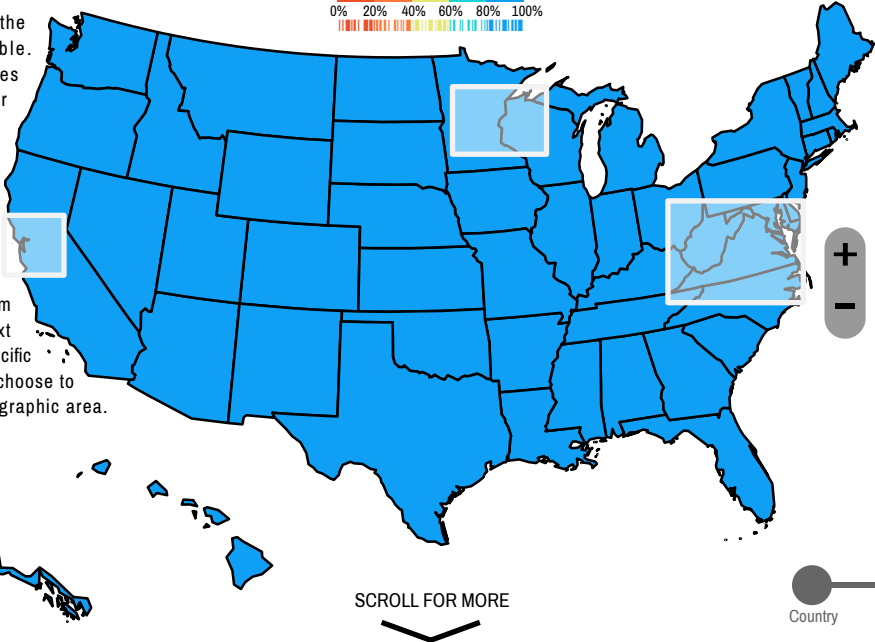 0% 20% 40% 60% 80% 100%
the
ble.
es
r
m
xt
cific
choose to
graphic area.
+
–
SCROLL FOR MORE
Country